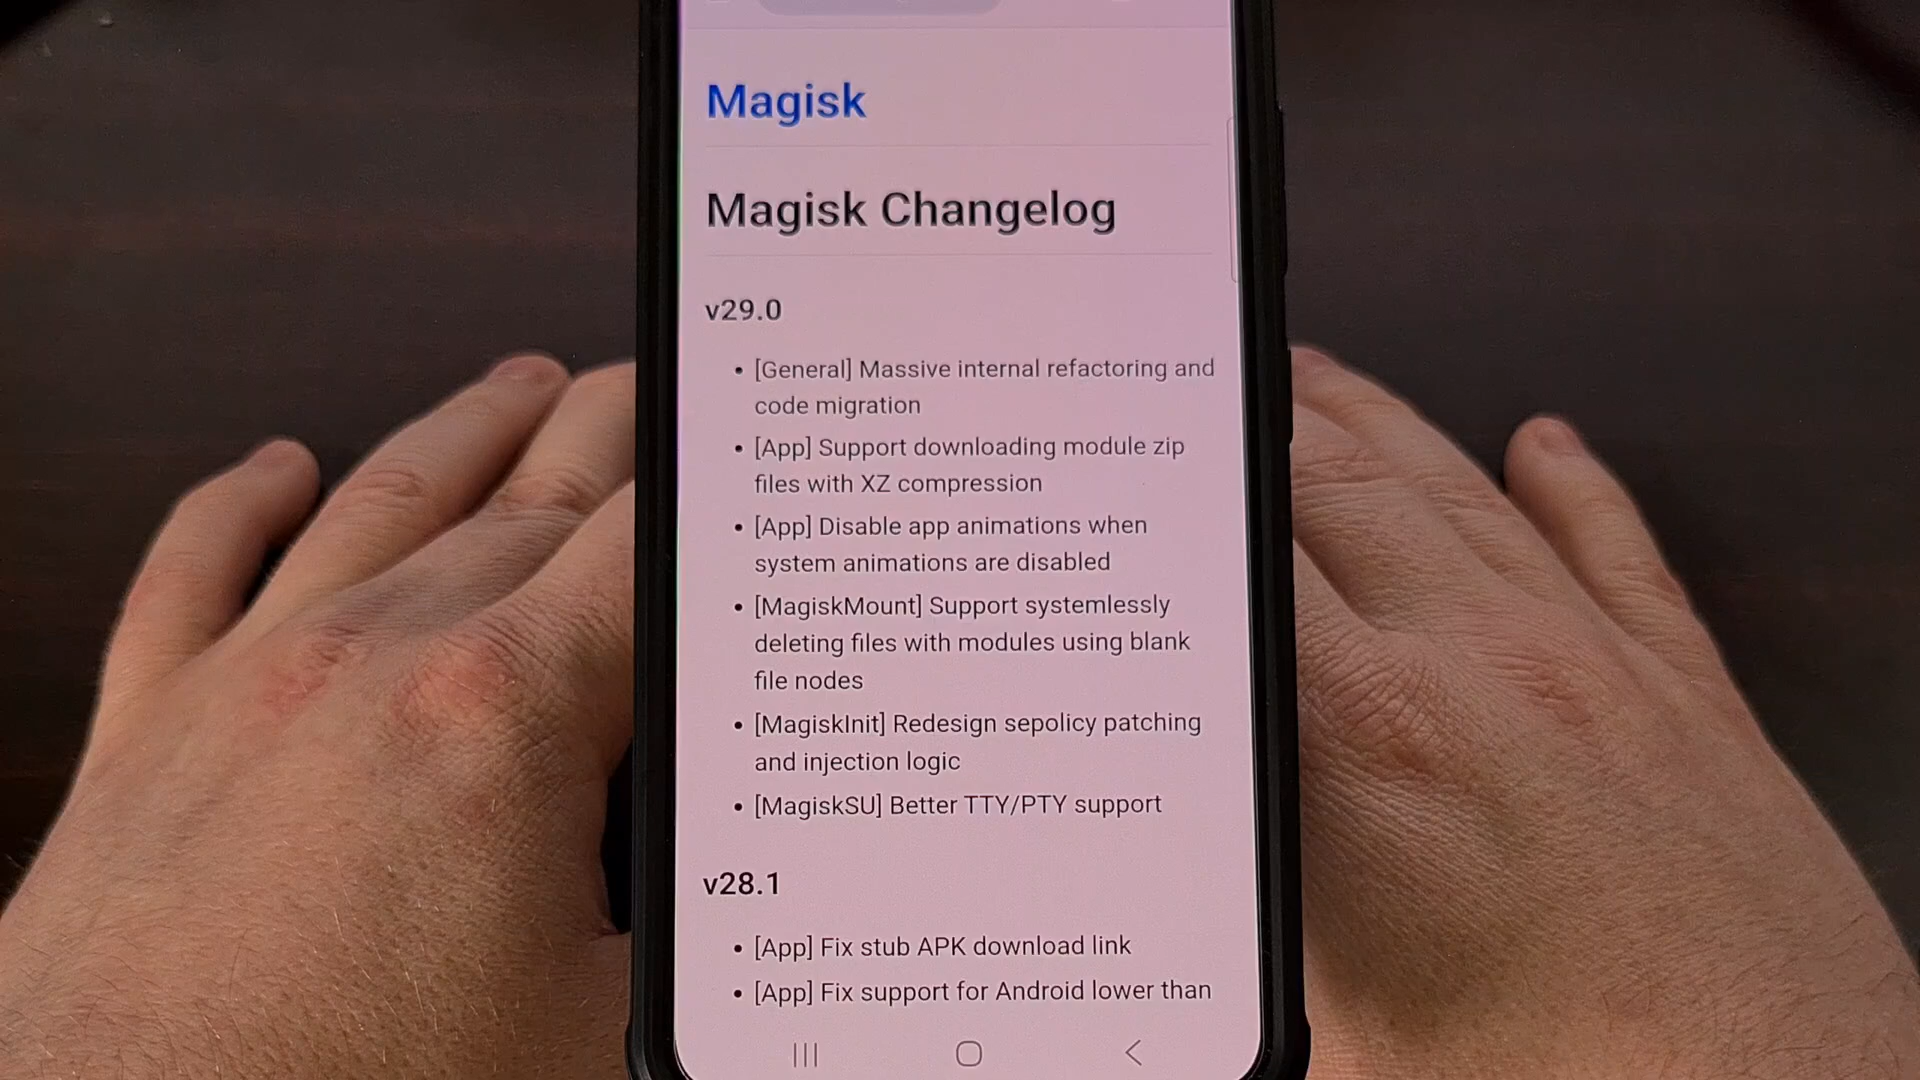 Magisk
Magisk Changelog
v29.0
• [General] Massive internal refactoring and
code migration
• [App] Support downloading module zip
files with XZ compression
• [App] Disable app animations when
system animations are disabled
• [MagiskMount] Support systemlessly
deleting files with modules using blank
file nodes
• [MagiskInit] Redesign sepolicy patching
and injection logic
• [MagiskSU] Better TTY/PTY support
v28.1
• [App] Fix stub APK download link
• [App] Fix support for Android lower than